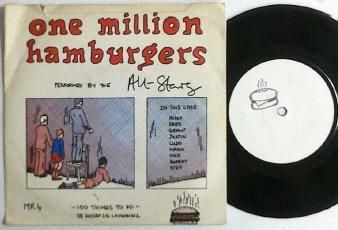 one million
hamburgers
PERFORMED BY THE All-Stars
IN THIS CASE
ANDY
FRED
GRANT
JUSTIN
LUDO
MARK
NICK
RUPERT
STEF
MR 4
100 THINGS TO DO